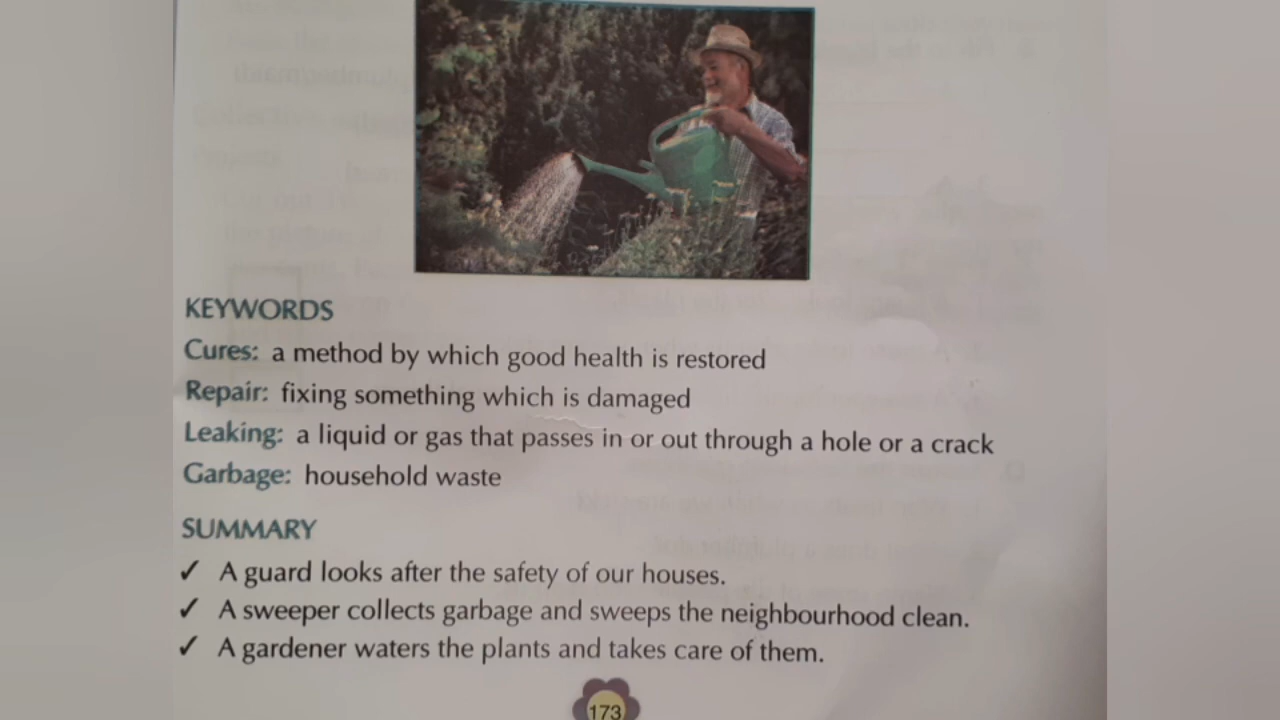 KEYWORDS
Cures: a method by which good health is restored
Repair: fixing something which is damaged
Leaking: a liquid or gas that passes in or out through a hole or a crack
Garbage: household waste
SUMMARY
✓ A guard looks after the safety of our houses.
✓ A sweeper collects garbage and sweeps the neighbourhood clean.
✓ A gardener waters the plants and takes care of them.
173